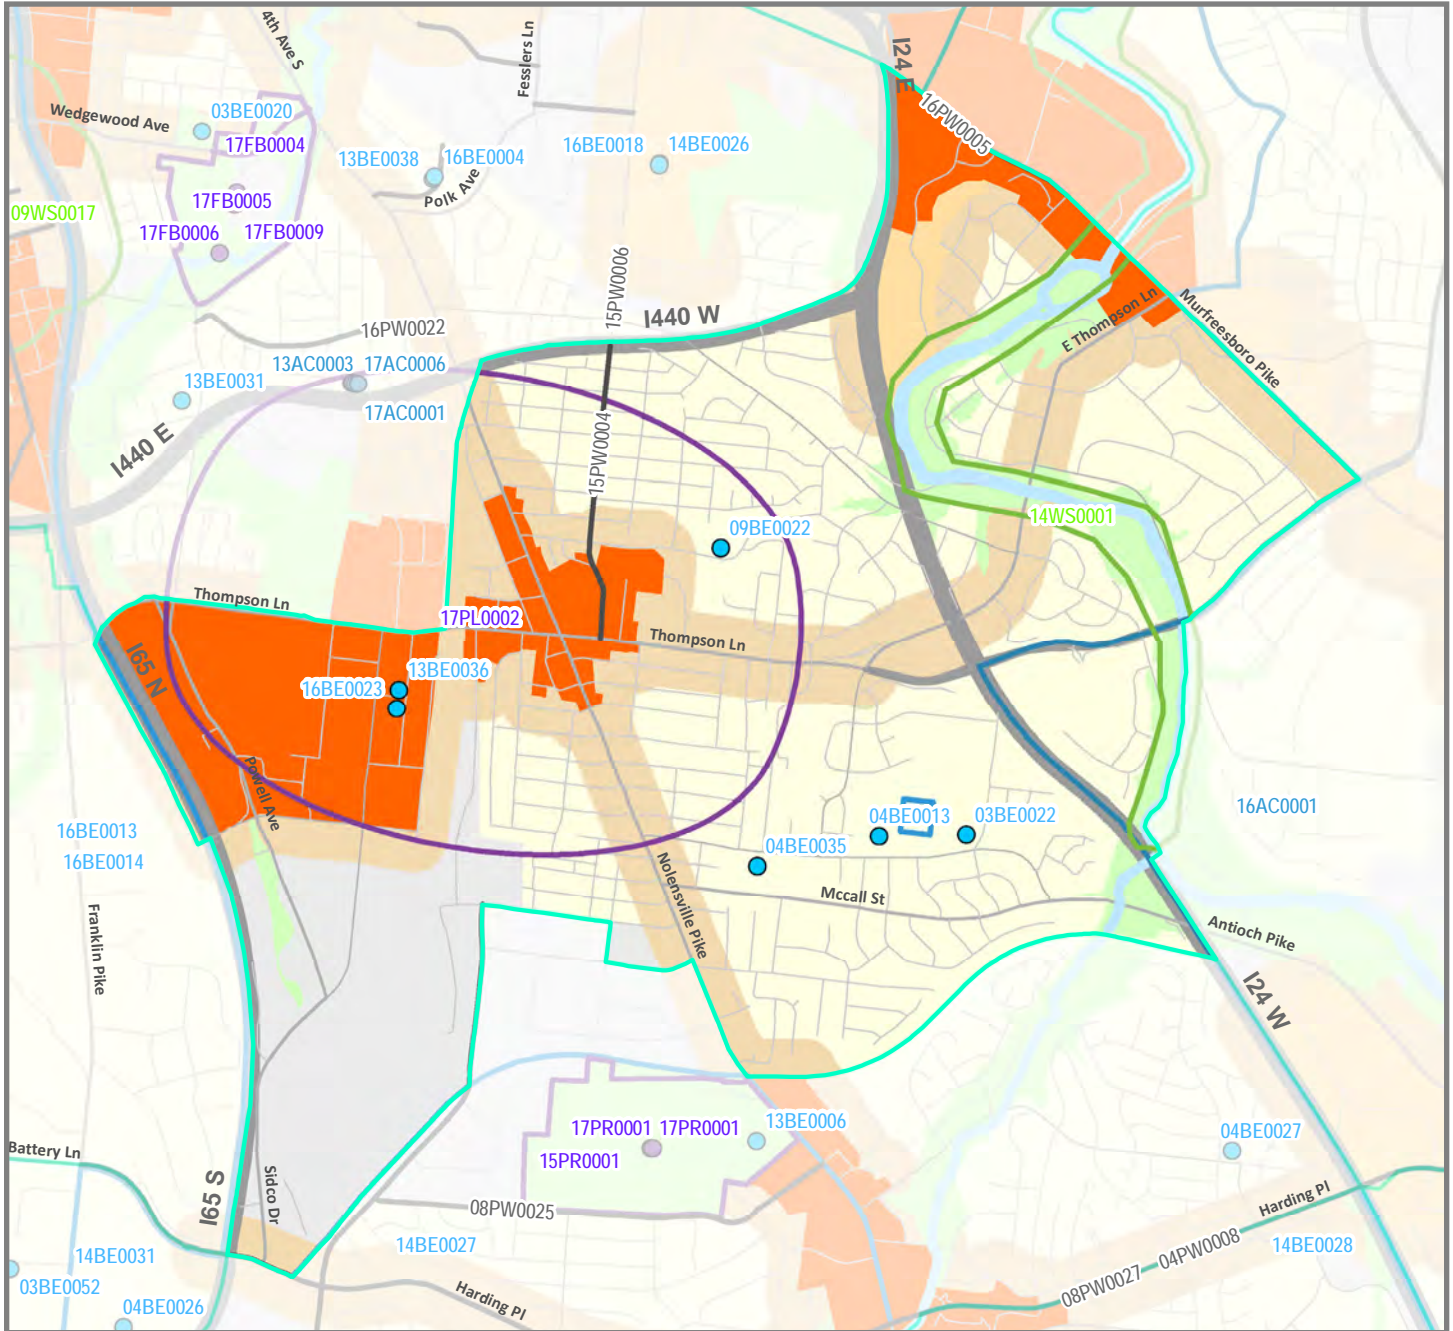 4th Ave S
Fesslers Ln
I24 E
Wedgewood Ave
03BE0020
17FB0004
16PW0005
13BE0038
16BE0004
16BE0018
14BE0026
Polk Ave
17FB0005
09WS0017
17FB0006
17FB0009
15PW0006
I440 W
16PW0022
E Thompson Ln
Murfreesboro Pike
13AC0003
17AC0006
13BE0031
17AC0001
I440 E
15PW0004
14WS0001
09BE0022
Thompson Ln
17PL0002
Thompson Ln
I65 N
13BE0036
16BE0023
Powell Ave
16BE0013
16BE0014
16AC0001
04BE0013
03BE0022
04BE0035
Mccall St
Nolensville Pike
Franklin Pike
Antioch Pike
I24 W
17PR0001
17PR0001
13BE0006
15PR0001
04BE0027
Battery Ln
I65 S
Sidco Dr
08PW0025
Harding Pl
14BE0031
14BE0027
04PW0008
14BE0028
03BE0052
04BE0026
08PW0027
Harding Pl